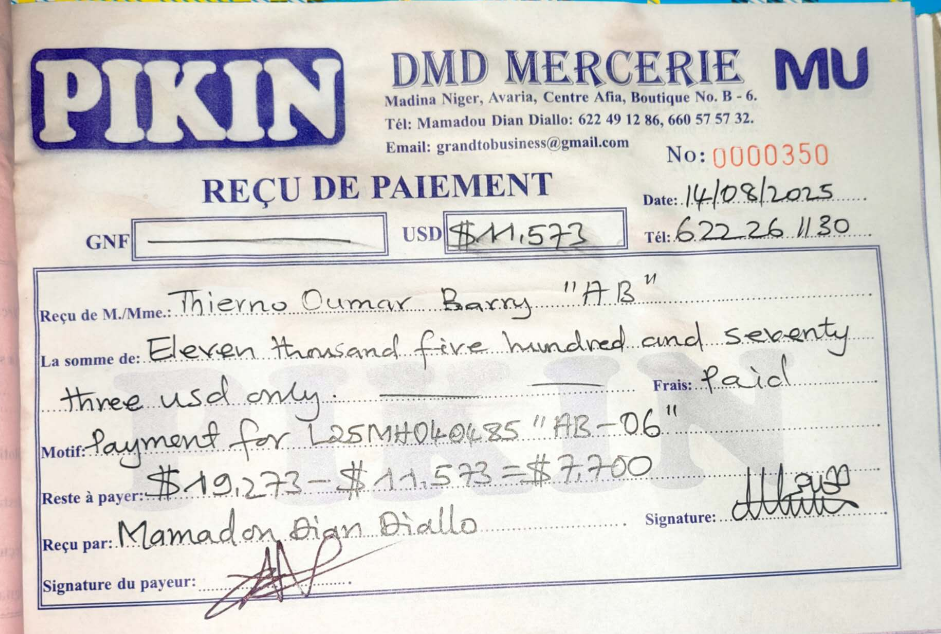 PIKIN
DMD MERCERIE MU
Madina Niger, Avaria, Centre Afia, Boutique No. B - 6.
Tél: Mamadou Dian Diallo: 622 49 12 86, 660 57 57 32.
Email: grandtobusiness@gmail.com
No: 0000350
REÇU DE PAIEMENT
Date: 14/08/2025
GNF USD $11,573 Tél: 622 26 11 30
Reçu de M./Mme.: Thierno Oumar Barry "AB"
La somme de: Eleven thousand five hundred and seventy
three usd only. Frais: Paid
Motif: Payment for L25MH040485 "AB-06"
Reste à payer: $19,273 - $11,573 = $7,700
Reçu par: Mamadou Dian Diallo Signature:
Signature du payeur:
PIKIN